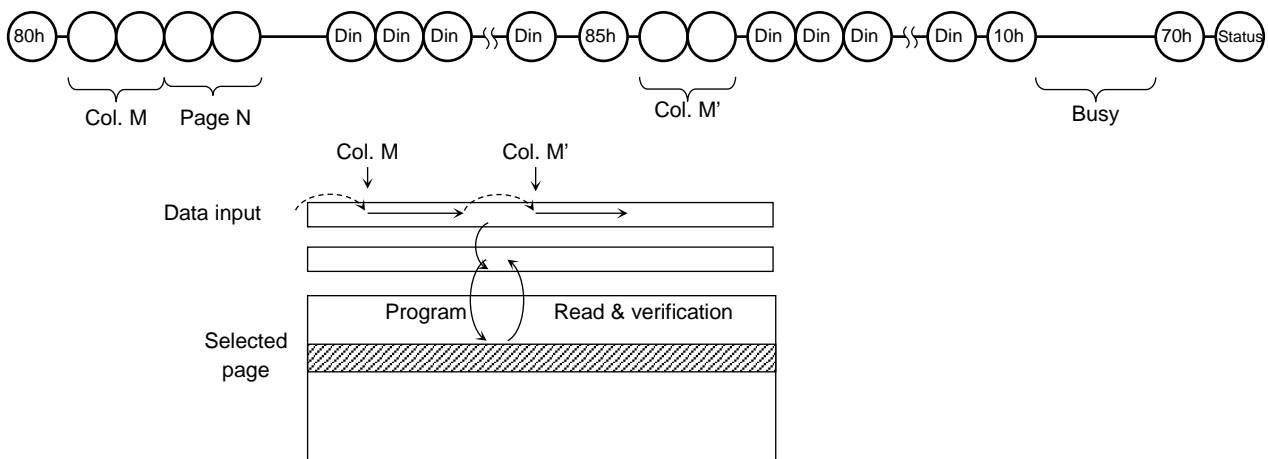 80h Din Din Din Din 85h Din Din Din Din 10h 70h Status
Col. M Page N Col. M’ Busy
Col. M Col. M’
Data input
Program Read & verification
Selected
page